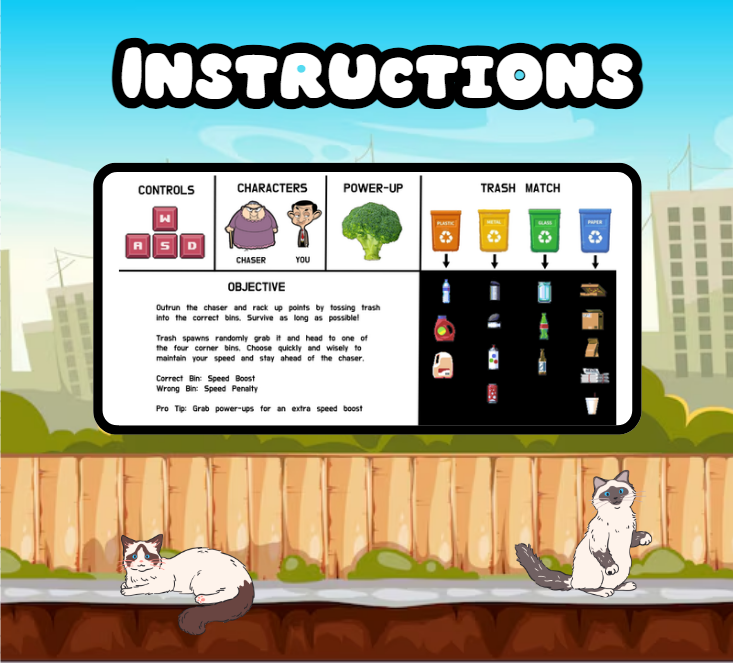 INSTRUCTIONS
CONTROLS
W
A S D
CHARACTERS
CHASER YOU
POWER-UP
TRASH MATCH
PLASTIC METAL GLASS PAPER
OBJECTIVE
Outrun the chaser and rack up points by tossing trash
into the correct bins. Survive as long as possible!
Trash spawns randomly grab it and head to one of
the four corner bins. Choose quickly and wisely to
maintain your speed and stay ahead of the chaser.
Correct Bin: Speed Boost
Wrong Bin: Speed Penalty
Pro Tip: Grab power-ups for an extra speed boost